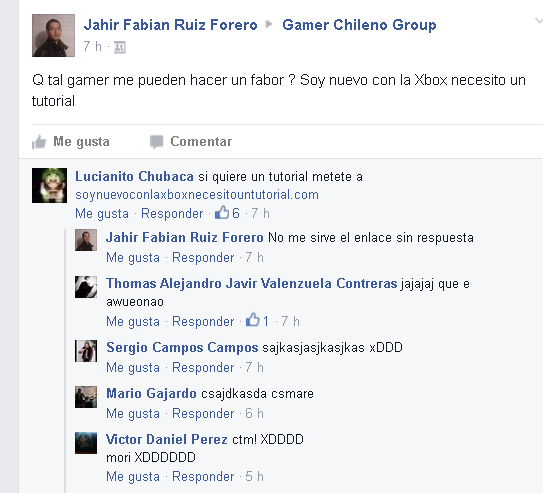 Jahir Fabian Ruiz Forero ▸ Gamer Chileno Group
7 h ·
Q tal gamer me pueden hacer un fabor ? Soy nuevo con la Xbox necesito un
tutorial
Me gusta Comentar
Lucianito Chubaca si quiere un tutorial metete a
soynuevoconlaxboxnecesitountutorial.com
Me gusta · Responder · 6 · 7 h
Jahir Fabian Ruiz Forero No me sirve el enlace sin respuesta
Me gusta · Responder · 7 h
Thomas Alejandro Javir Valenzuela Contreras jajajaj que e
awueonao
Me gusta · Responder · 1 · 7 h
Sergio Campos Campos sajkasjasjkasjkas xDDD
Me gusta · Responder · 7 h
Mario Gajardo csajdkasda csmare
Me gusta · Responder · 6 h
Victor Daniel Perez ctm! XDDDD
mori XDDDDDD
Me gusta · Responder · 5 h